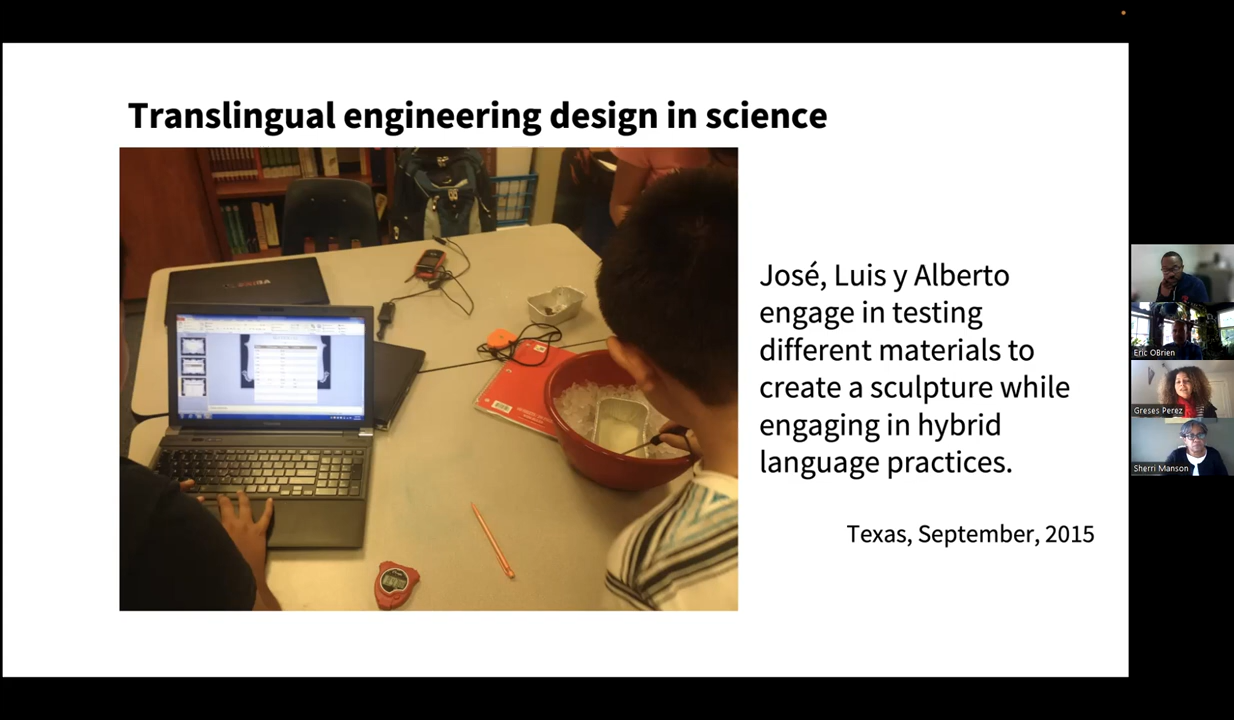 Translingual engineering design in science
José, Luis y Alberto
engage in testing
different materials to
create a sculpture while
engaging in hybrid
language practices.
Texas, September, 2015
Eric OBrien
Greses Perez
Sherri Manson